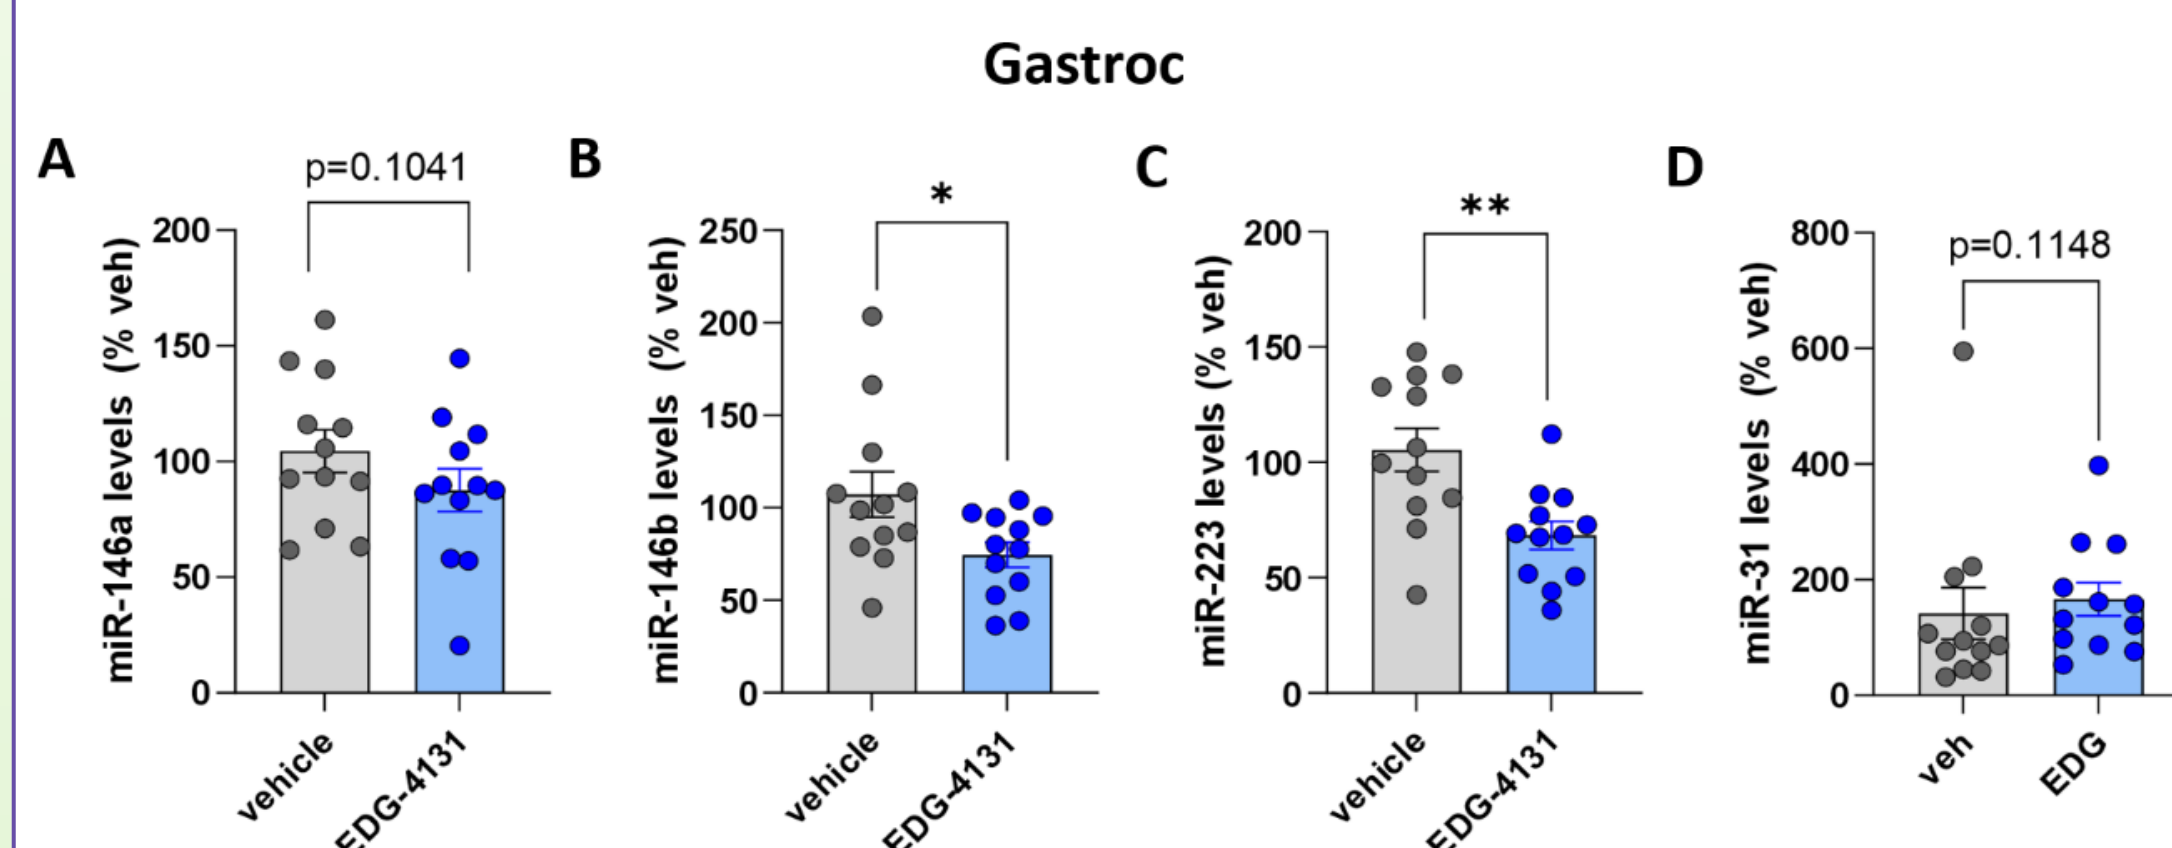 Gastroc
A
p=0.1041
miR-146a levels (% veh)
200
150
100
50
0
vehicle
EDG-4131
B
*
miR-146b levels (% veh)
250
200
150
100
50
0
vehicle
EDG-4131
C
**
miR-223 levels (% veh)
200
150
100
50
0
vehicle
EDG-4131
D
p=0.1148
miR-31 levels (% veh)
800
600
400
200
0
veh
EDG